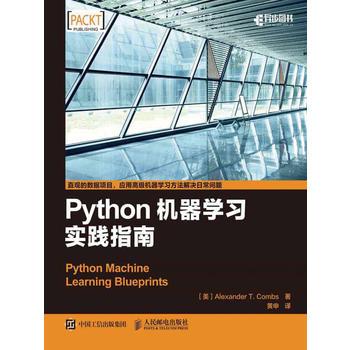 PACKT
PUBLISHING
异步图书
直观的数据项目,应用高级机器学习方法解决日常问题
Python 机器学习
实践指南
Python Machine
Learning Blueprints
[美] Alexander T. Combs 著
黄申 译
中国工信出版集团
人民邮电出版社
POSTS & TELECOM PRESS